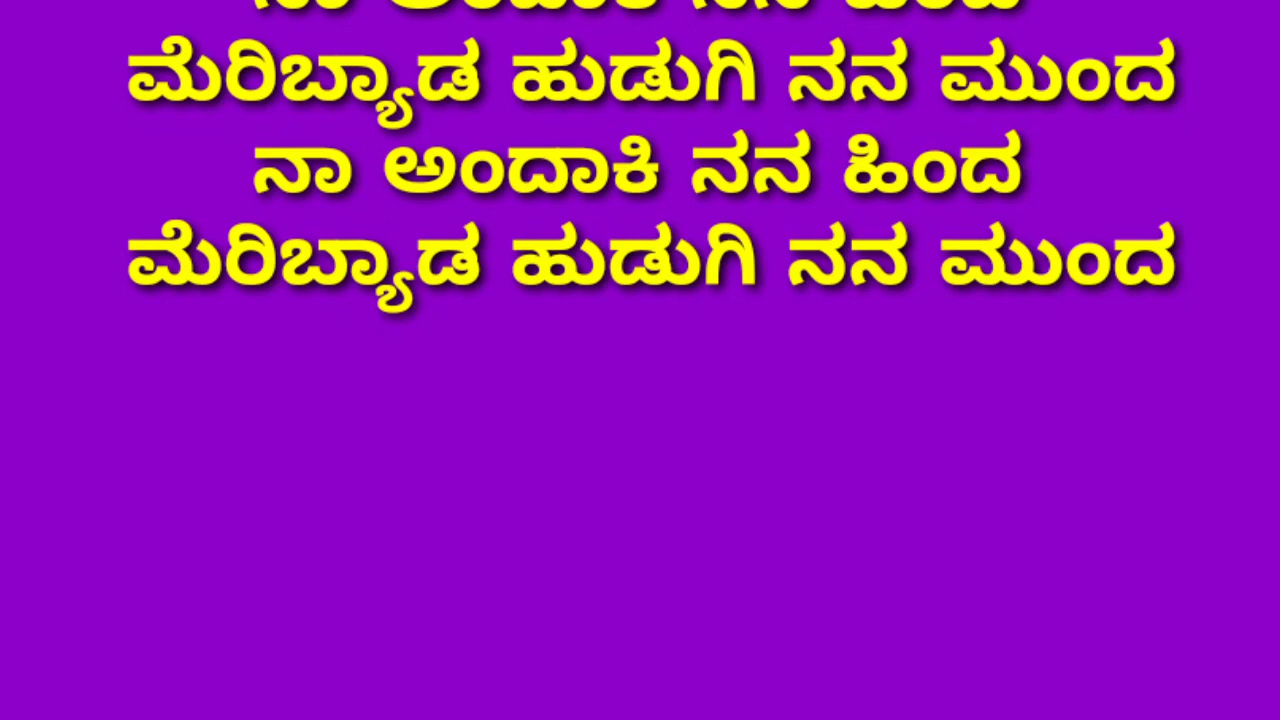 ಮೆರಿಬ್ಯಾಡ ಹುಡುಗಿ ನನ ಮುಂದ
ನಾ ಅಂದಾಕಿ ನನ ಹಿಂದ
ಮೆರಿಬ್ಯಾಡ ಹುಡುಗಿ ನನ ಮುಂದ